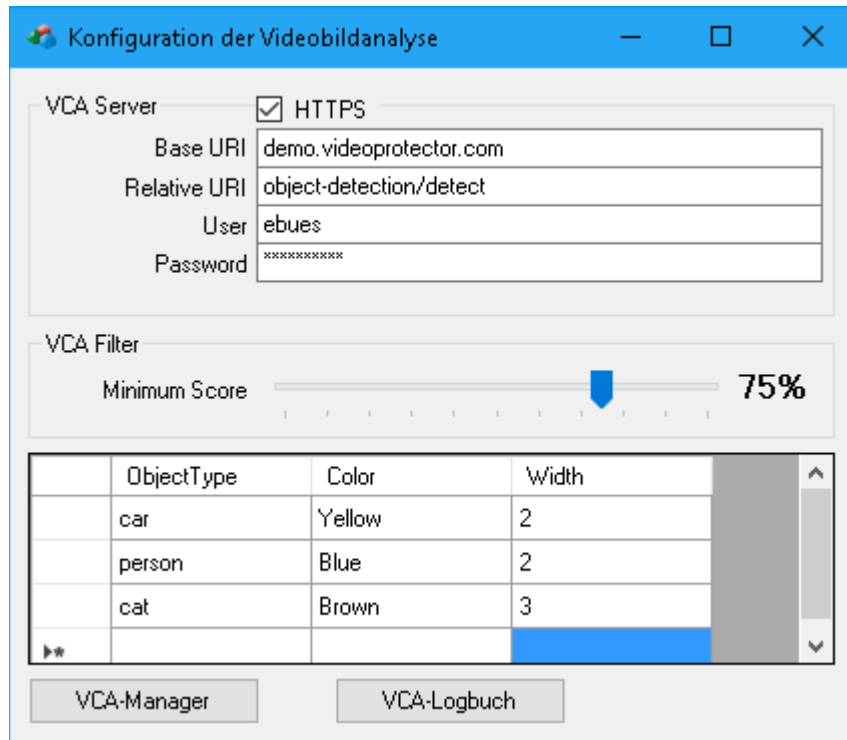 Konfiguration der Videobildanalyse
VCA Server HTTPS
Base URI demo.videoprotector.com
Relative URI object-detection/detect
User ebues
Password **********
VCA Filter
Minimum Score 75%
ObjectType Color Width
car Yellow 2
person Blue 2
cat Brown 3
VCA-Manager VCA-Logbuch